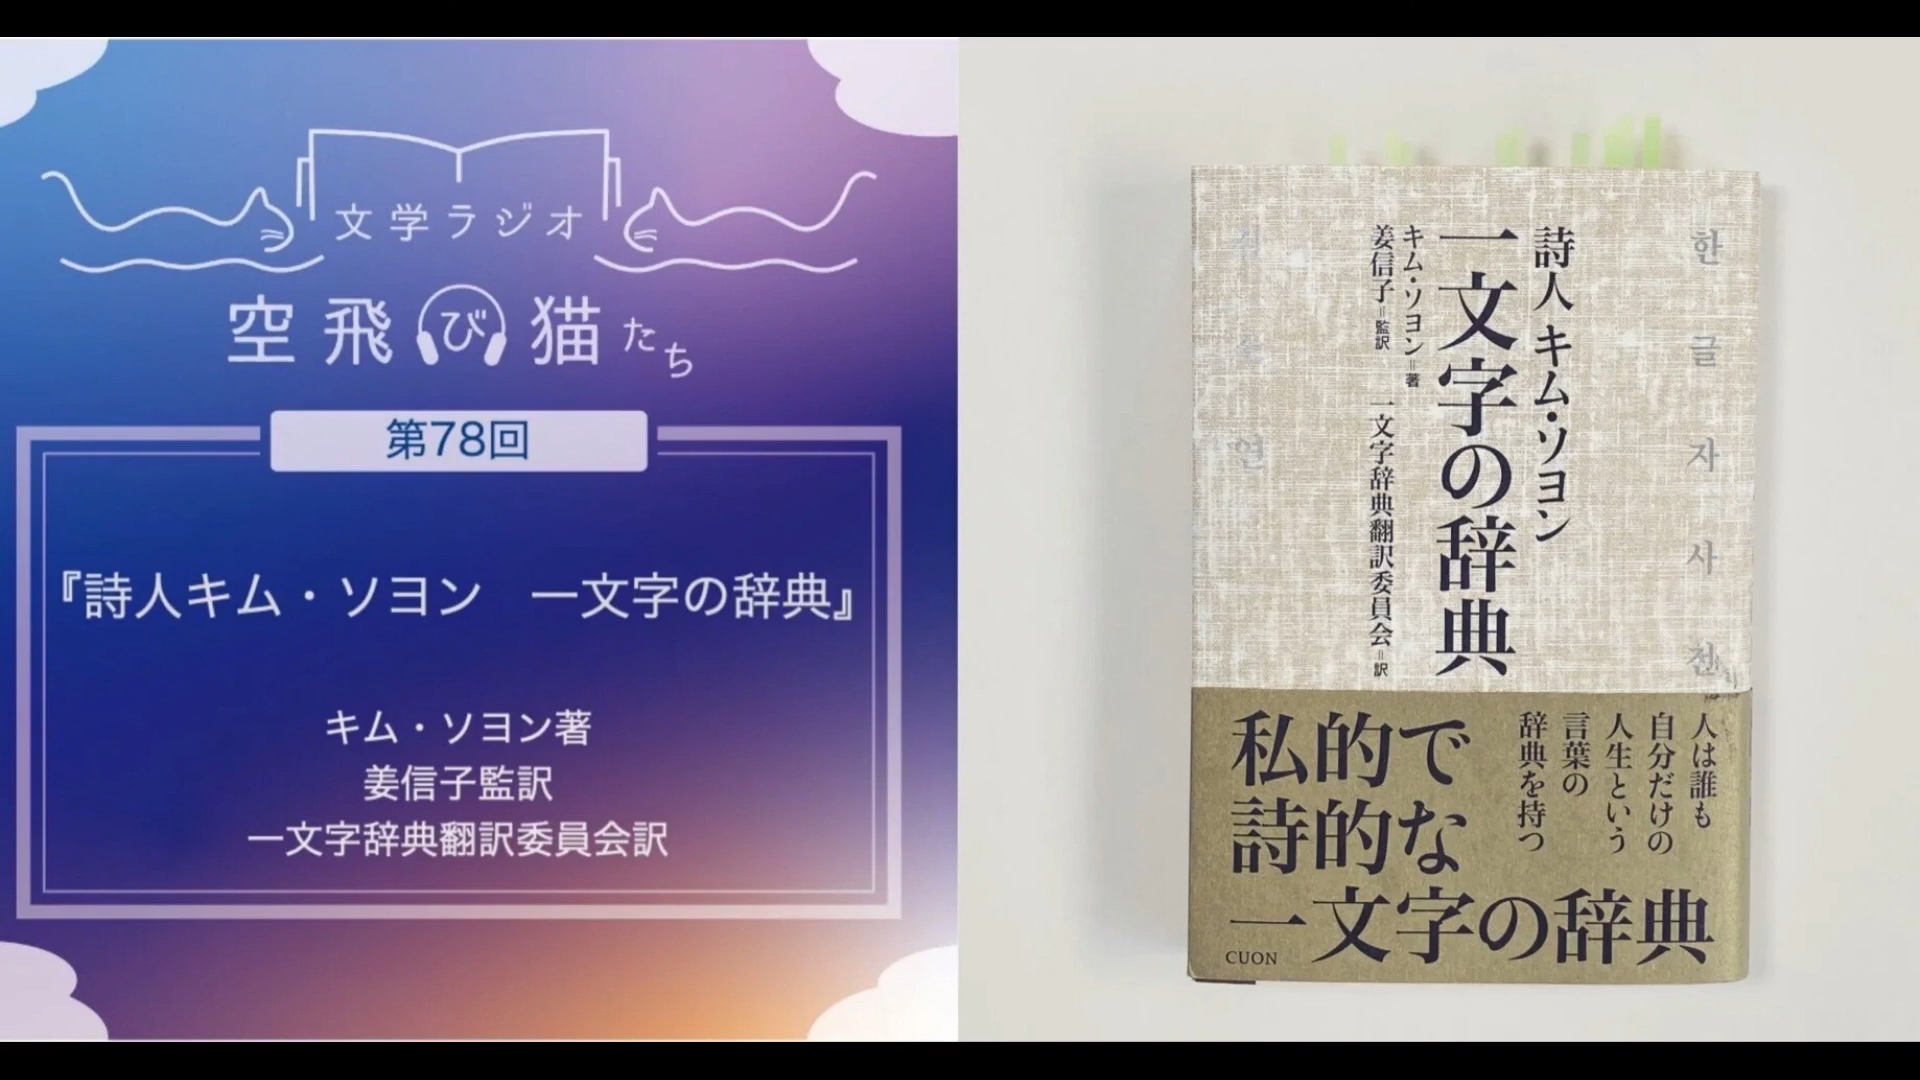 文学ラジオ
空飛び猫たち
第78回
『詩人キム・ソヨン　一文字の辞典』
キム・ソヨン著
姜信子監訳
一文字辞典翻訳委員会訳
한글자사전
詩人 キム・ソヨン
一文字の辞典
キム・ソヨン=著
姜信子=監訳　一文字辞典翻訳委員会=訳
연
人は誰も
自分だけの
人生という
言葉の
辞典を持つ
私的で
詩的な
一文字の辞典
CUON